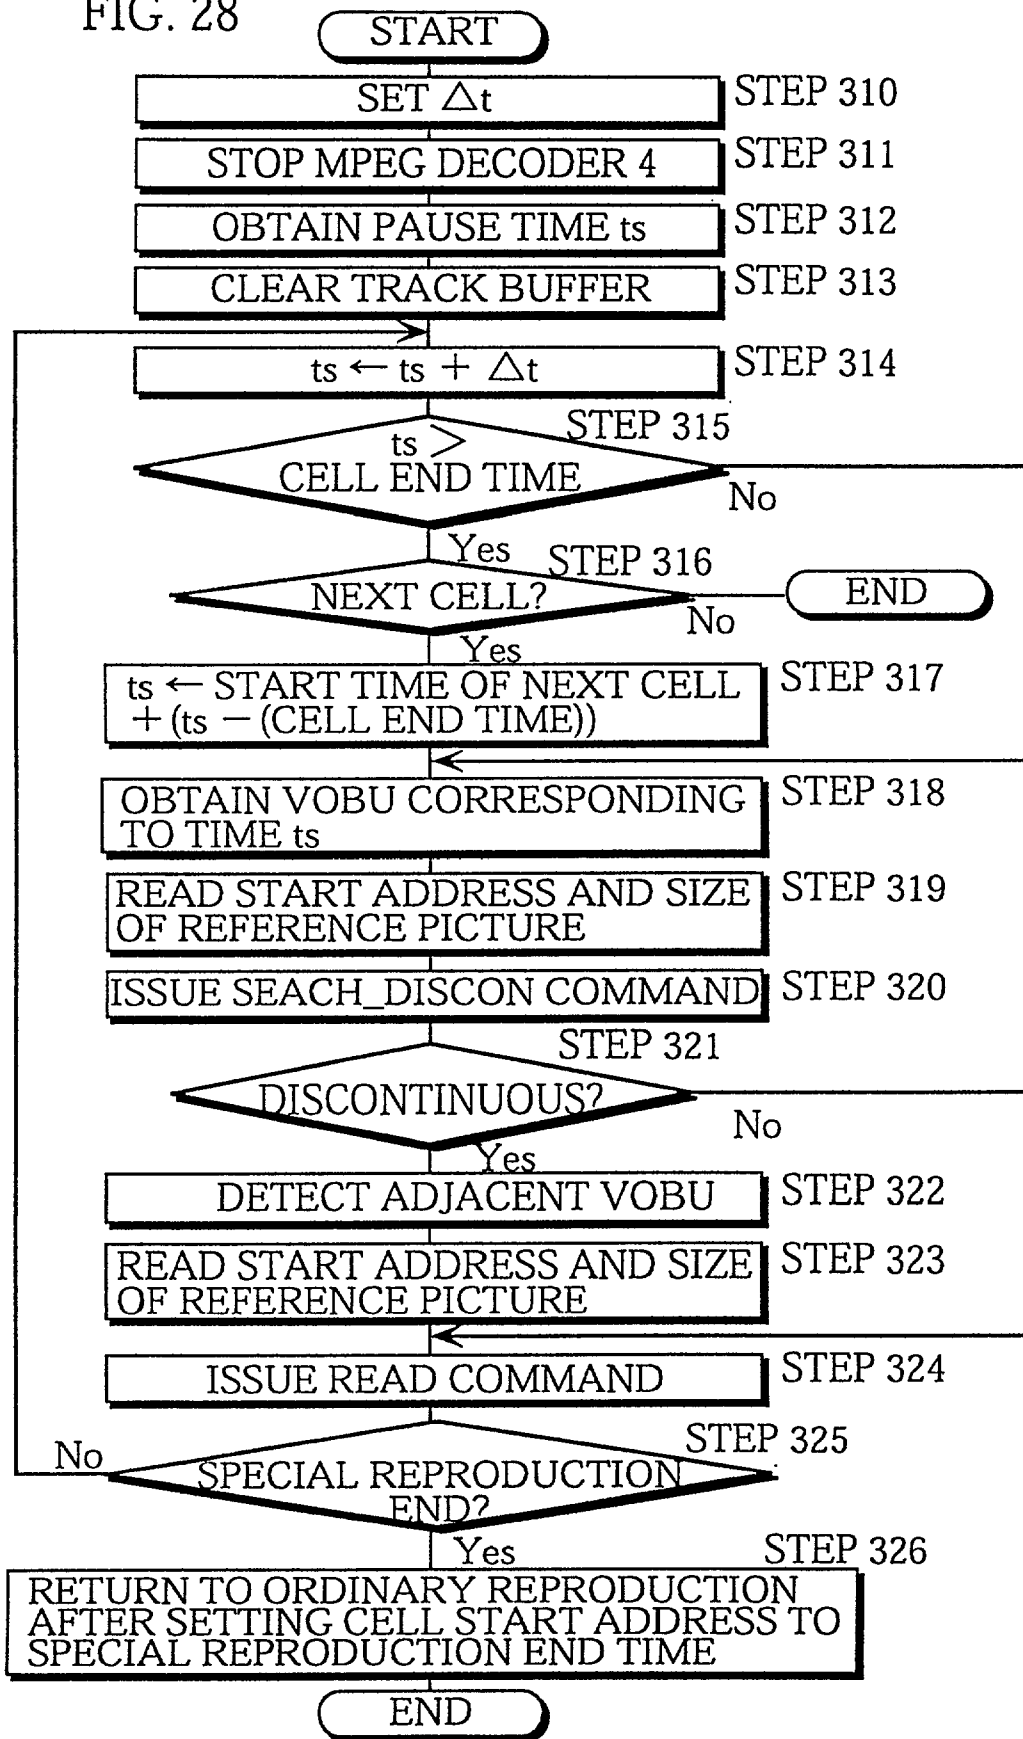 FIG. 28
START
SET △t
STEP 310
STOP MPEG DECODER 4
STEP 311
OBTAIN PAUSE TIME ts
STEP 312
CLEAR TRACK BUFFER
STEP 313
ts ← ts + △t
STEP 314
STEP 315
ts >
CELL END TIME
No
Yes
STEP 316
NEXT CELL?
No
END
Yes
ts ← START TIME OF NEXT CELL
+ (ts − (CELL END TIME))
STEP 317
OBTAIN VOBU CORRESPONDING
TO TIME ts
STEP 318
READ START ADDRESS AND SIZE
OF REFERENCE PICTURE
STEP 319
ISSUE SEACH_DISCON COMMAND
STEP 320
STEP 321
DISCONTINUOUS?
No
Yes
DETECT ADJACENT VOBU
STEP 322
READ START ADDRESS AND SIZE
OF REFERENCE PICTURE
STEP 323
ISSUE READ COMMAND
STEP 324
STEP 325
No
SPECIAL REPRODUCTION
END?
Yes
STEP 326
RETURN TO ORDINARY REPRODUCTION
AFTER SETTING CELL START ADDRESS TO
SPECIAL REPRODUCTION END TIME
END